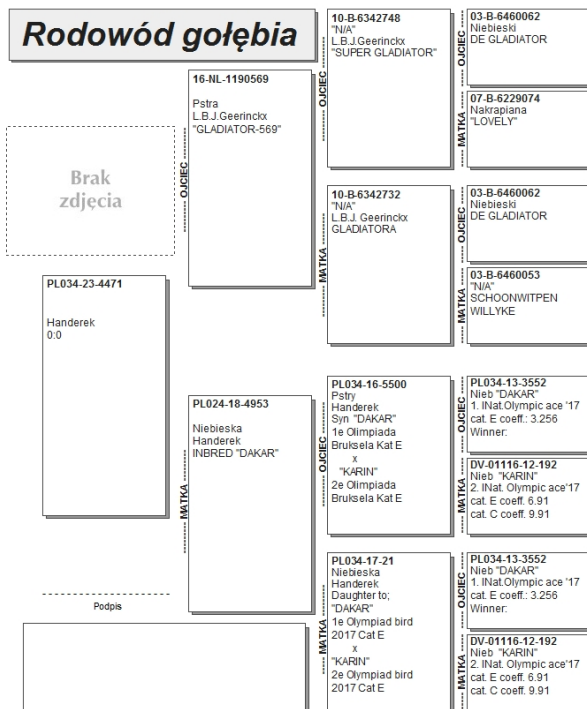 Rodowód gołębia
Brak
zdjęcia
PL034-23-4471
Handerek
0:0
Podpis
OJCIEC
16-NL-1190569
Pstra
L.B.J.Geerinckx
"GLADIATOR-569"
MATKA
PL024-18-4953
Niebieska
Handerek
INBRED "DAKAR"
OJCIEC
10-B-6342748
"N/A"
L.B.J.Geerinckx
"SUPER GLADIATOR"
MATKA
10-B-6342732
"N/A"
L.B.J. Geerinckx
GLADIATORA
OJCIEC
PL034-16-5500
Pstry
Handerek
Syn "DAKAR"
1e Olimpiada
Bruksela Kat E
x
"KARIN"
2e Olimpiada
Bruksela Kat E
MATKA
PL034-17-21
Niebieska
Handerek
Daughter to;
"DAKAR"
1e Olympiad bird
2017 Cat E
x
"KARIN"
2e Olympiad bird
2017 Cat E
OJCIEC
03-B-6460062
Niebieski
DE GLADIATOR
MATKA
07-B-6229074
Nakrapiana
"LOVELY"
OJCIEC
03-B-6460062
Niebieski
DE GLADIATOR
MATKA
03-B-6460053
"N/A"
SCHOONWITPEN
WILLYKE
OJCIEC
PL034-13-3552
Nieb "DAKAR"
1. INat.Olympic ace '17
cat. E coeff.: 3.256
Winner:
MATKA
DV-01116-12-192
Nieb "KARIN"
2. INat. Olympic ace'17
cat. E coeff. 6.91
cat. C coeff. 9.91
OJCIEC
PL034-13-3552
Nieb "DAKAR"
1. INat.Olympic ace '17
cat. E coeff.: 3.256
Winner:
MATKA
DV-01116-12-192
Nieb "KARIN"
2. INat. Olympic ace'17
cat. E coeff. 6.91
cat. C coeff. 9.91